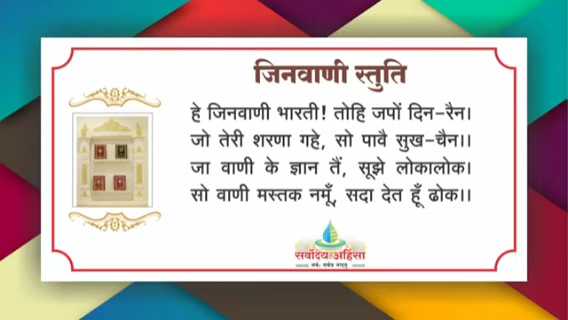 जिनवाणी स्तुति
हे जिनवाणी भारती! तोहि जपों दिन-रैन।
जो तेरी शरणा गहे, सो पावै सुख-चैन।।
जा वाणी के ज्ञान तैं, सूझे लोकालोक।
सो वाणी मस्तक नमूँ, सदा देत हूँ ढोक।।
सर्वोदय अहिंसा